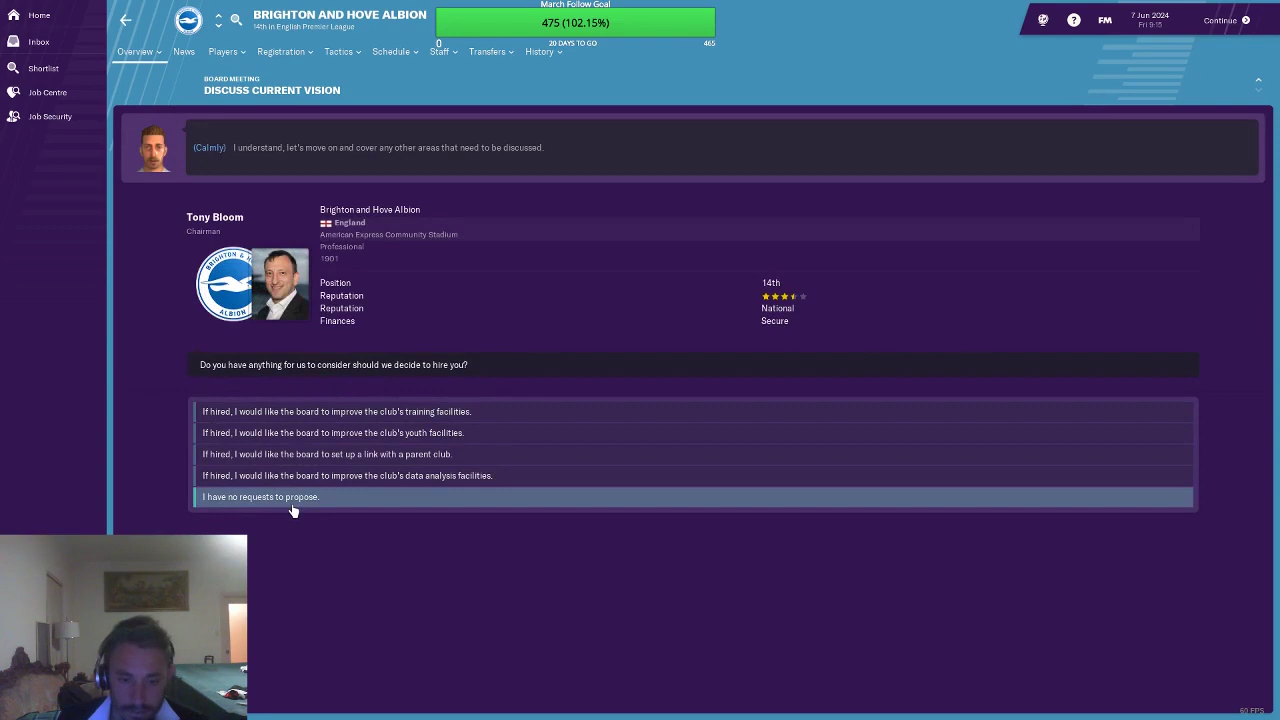 Home
Inbox
Shortlist
Job Centre
Job Security
BRIGHTON AND HOVE ALBION
14th in English Premier League
March Follow Goal
475 (102.15%)
0
20 DAYS TO GO
465
FM
7 Jun 2024
Fri 9:15
Continue
Overview
News
Players
Registration
Tactics
Schedule
Staff
Transfers
History
BOARD MEETING
DISCUSS CURRENT VISION
(Calmly) I understand, let's move on and cover any other areas that need to be discussed.
Tony Bloom
Chairman
BRIGHTON & HOVE ALBION
Brighton and Hove Albion
England
American Express Community Stadium
Professional
1901
Position 14th
Reputation
Reputation National
Finances Secure
Do you have anything for us to consider should we decide to hire you?
If hired, I would like the board to improve the club's training facilities.
If hired, I would like the board to improve the club's youth facilities.
If hired, I would like the board to set up a link with a parent club.
If hired, I would like the board to improve the club's data analysis facilities.
I have no requests to propose.
60 FPS